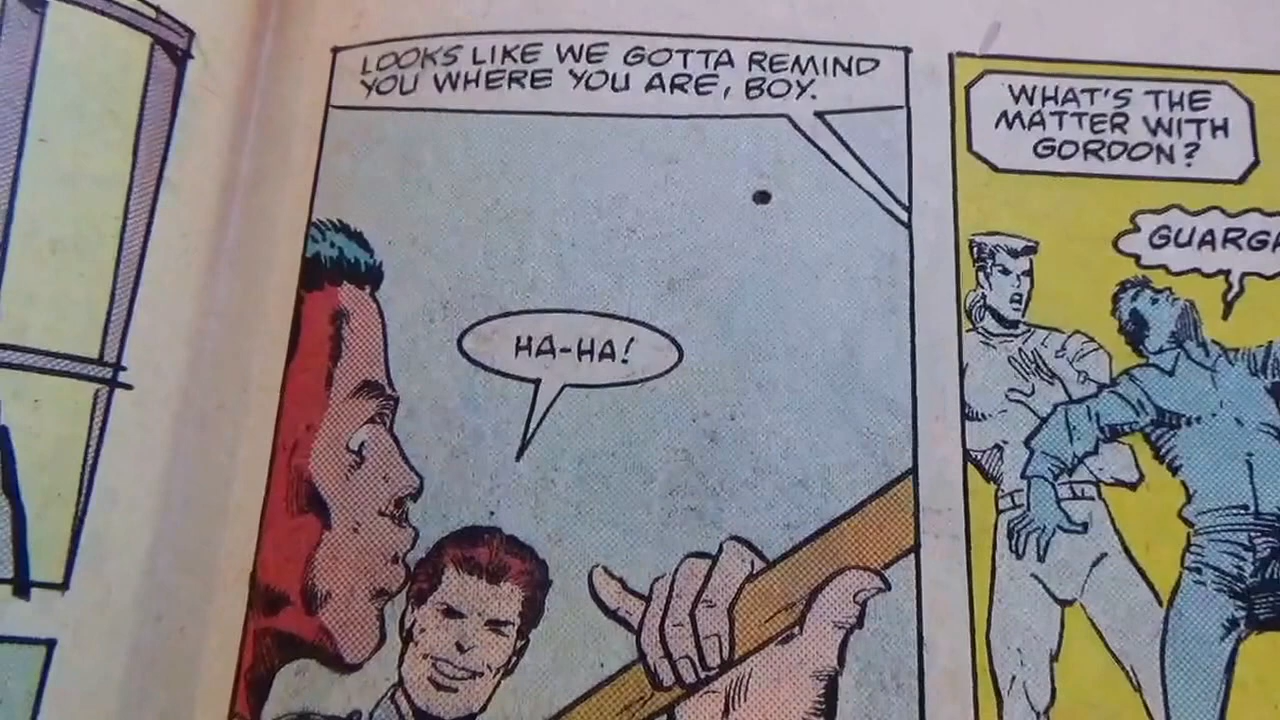 LOOKS LIKE WE GOTTA REMIND
YOU WHERE YOU ARE, BOY.
HA-HA!
WHAT'S THE
MATTER WITH
GORDON?